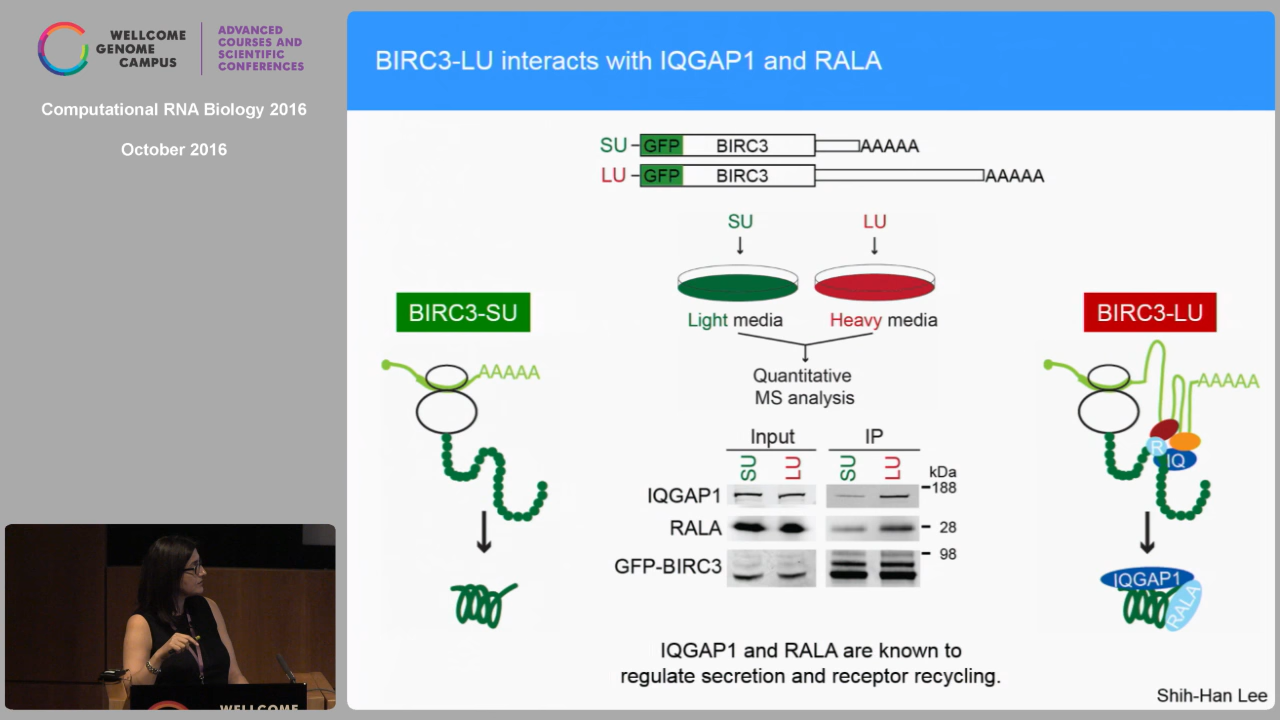 WELLCOME
GENOME
CAMPUS
ADVANCED
COURSES AND
SCIENTIFIC
CONFERENCES
Computational RNA Biology 2016
October 2016
BIRC3-LU interacts with IQGAP1 and RALA
SU GFP BIRC3 AAAAA
LU GFP BIRC3 AAAAA
SU LU
Light media Heavy media
Quantitative
MS analysis
BIRC3-SU
AAAAA
BIRC3-LU
AAAAA
R
IQ
IQGAP1
RALA
Input IP
SU LU SU LU kDa
IQGAP1 188
RALA 28
GFP-BIRC3 98
IQGAP1 and RALA are known to
regulate secretion and receptor recycling.
Shih-Han Lee
WELLCOME